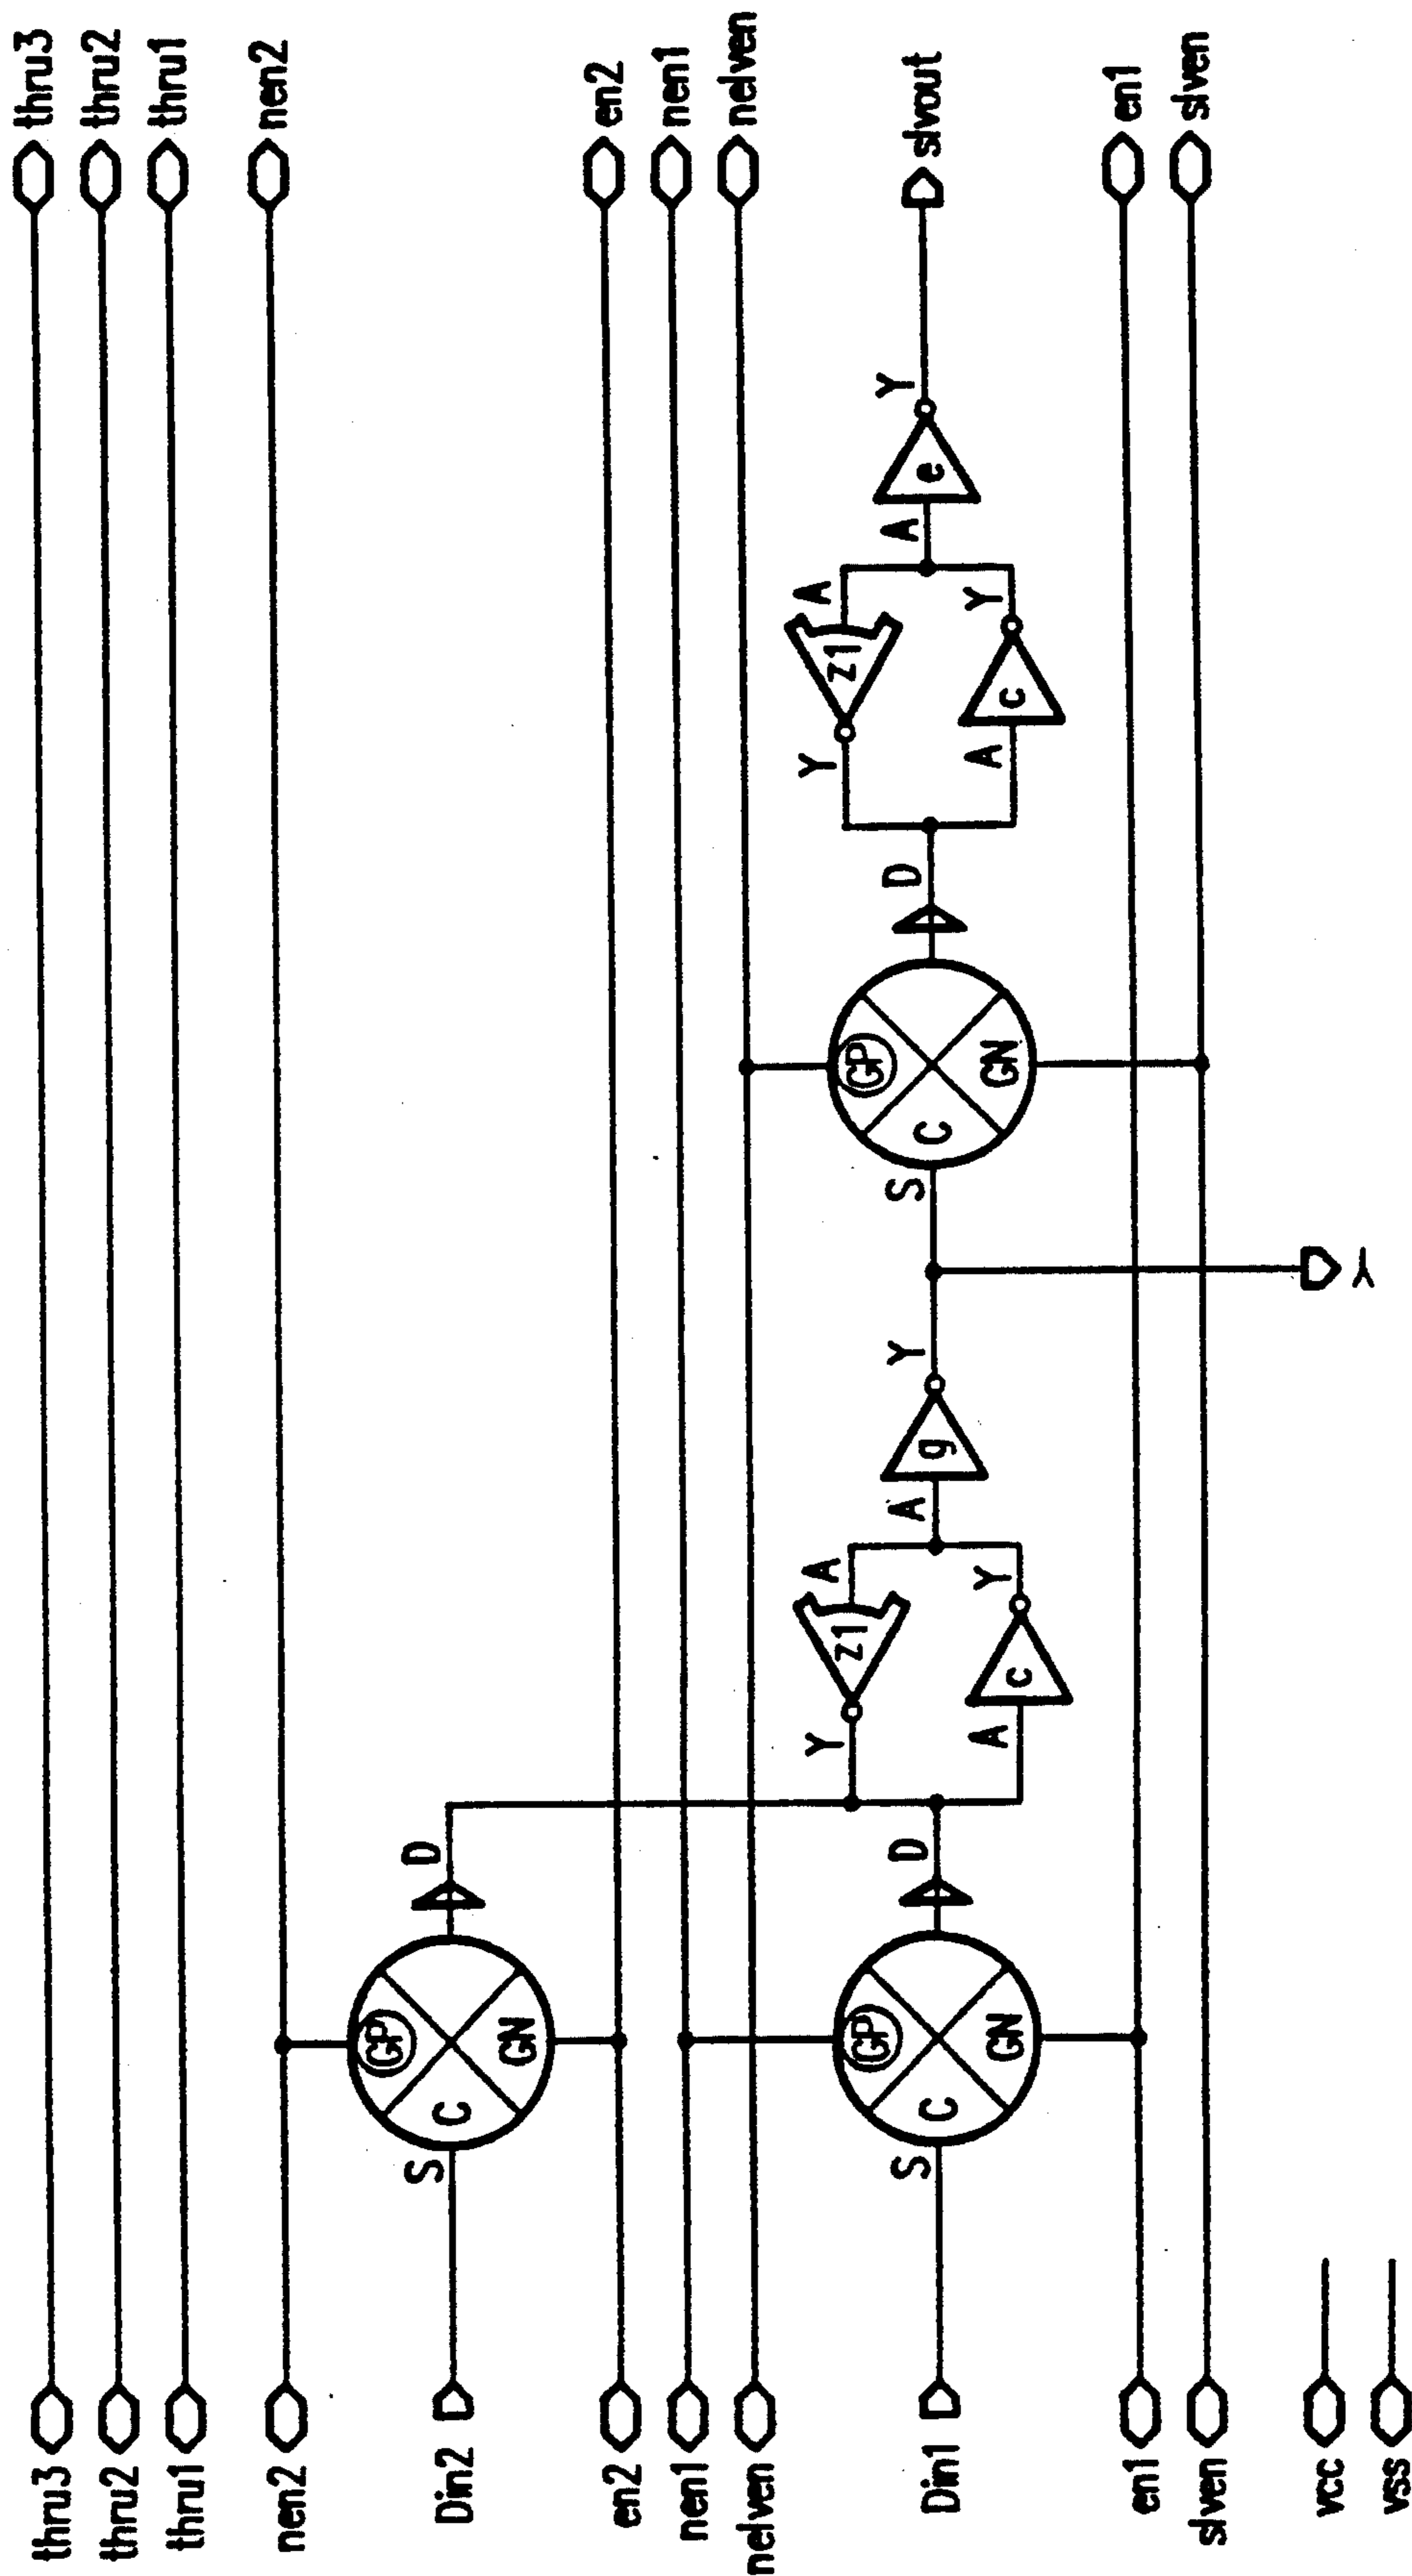 thru3
thru3
thru2
thru2
thru1
thru1
nen2
nen2
Din2
S
C
GP
GN
D
en2
en2
nen1
nen1
nelven
nelven
Din1
S
C
GP
GN
D
Y
z1
A
A
c
Y
A
g
Y
Y
S
C
GP
GN
D
Y
z1
A
A
c
Y
A
e
Y
slvout
en1
en1
slven
slven
vcc
vss